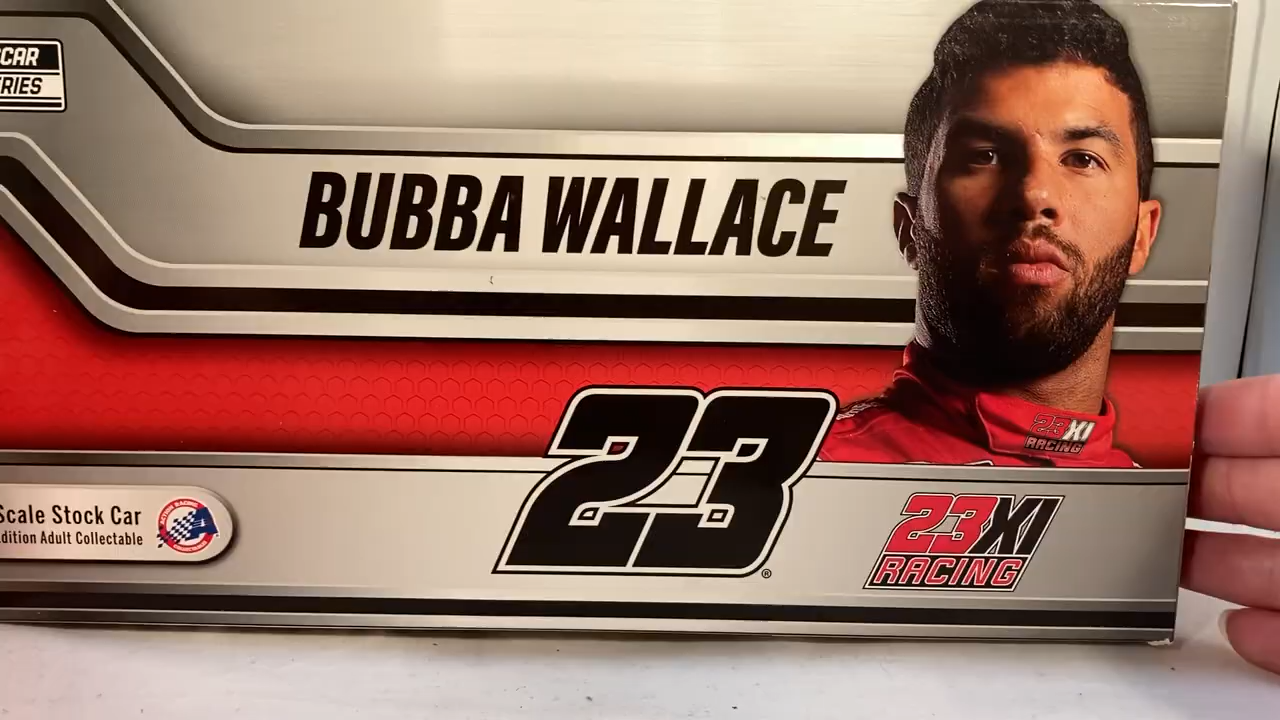 CAR
RIES
BUBBA WALLACE
23XI
RACING
23
®
Scale Stock Car
dition Adult Collectable
23XI
RACING